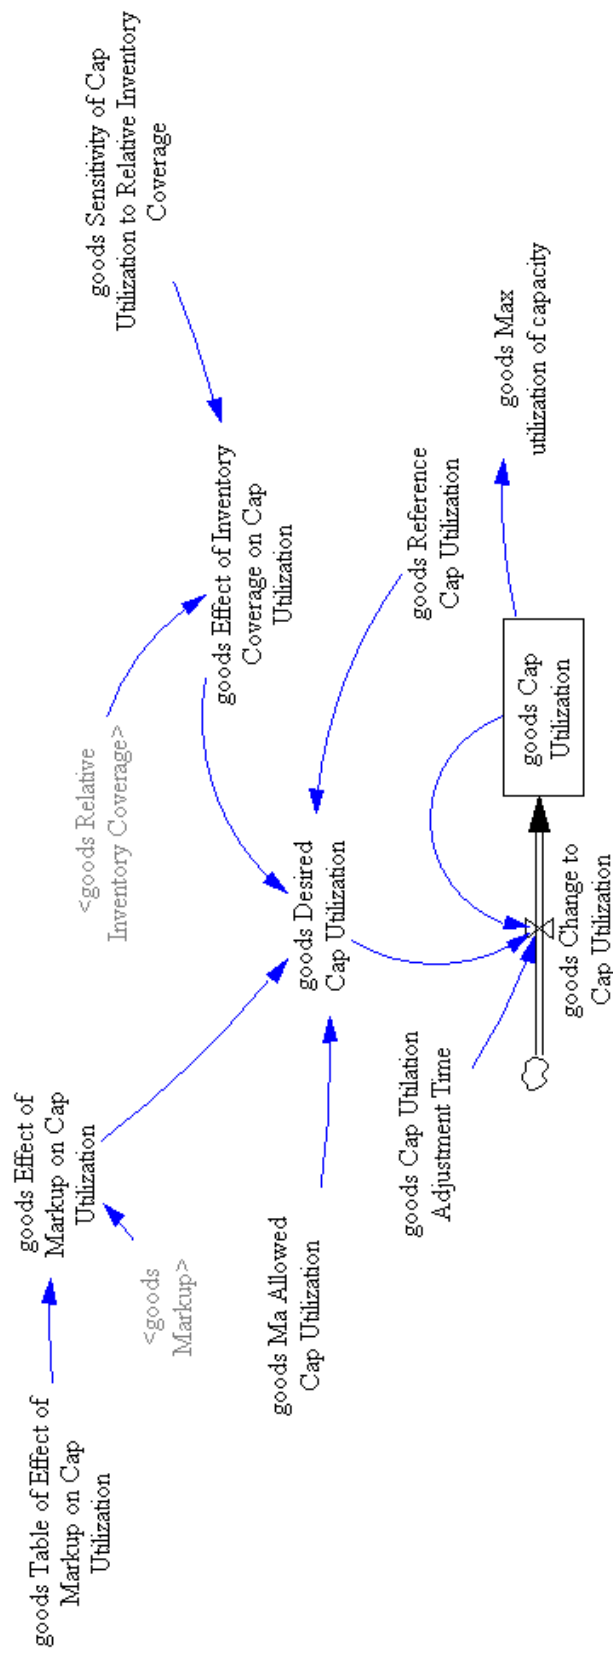 goods Table of Effect of
Markup on Cap
Utilization
goods Effect of
Markup on Cap
Utilization
<goods
Markup>
<goods Relative
Inventory Coverage>
goods Sensitivity of Cap
Utilization to Relative Inventory
Coverage
goods Effect of Inventory
Coverage on Cap
Utilization
goods Ma Allowed
Cap Utilization
goods Desired
Cap Utilization
goods Reference
Cap Utilization
goods Cap Utilation
Adjustment Time
goods Change to
Cap Utilization
goods Cap
Utilization
goods Max
utilization of capacity